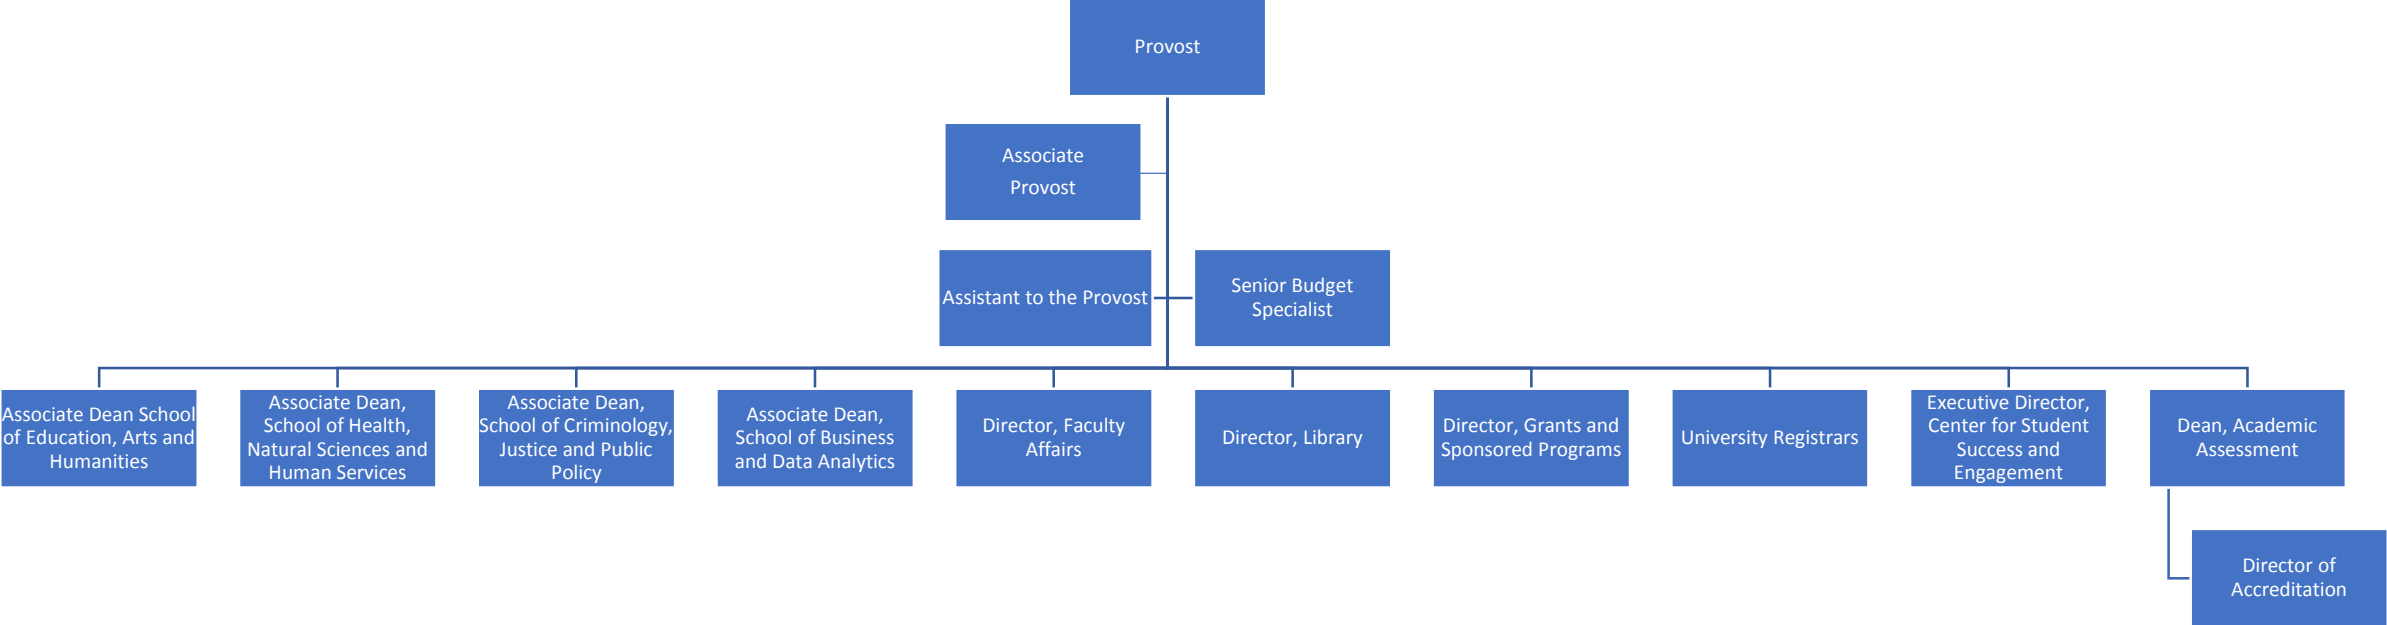 Provost
Associate
Provost
Assistant to the Provost
Senior Budget
Specialist
Associate Dean School
of Education, Arts and
Humanities
Associate Dean,
School of Health,
Natural Sciences and
Human Services
Associate Dean,
School of Criminology,
Justice and Public
Policy
Associate Dean,
School of Business
and Data Analytics
Director, Faculty
Affairs
Director, Library
Director, Grants and
Sponsored Programs
University Registrars
Executive Director,
Center for Student
Success and
Engagement
Dean, Academic
Assessment
Director of
Accreditation